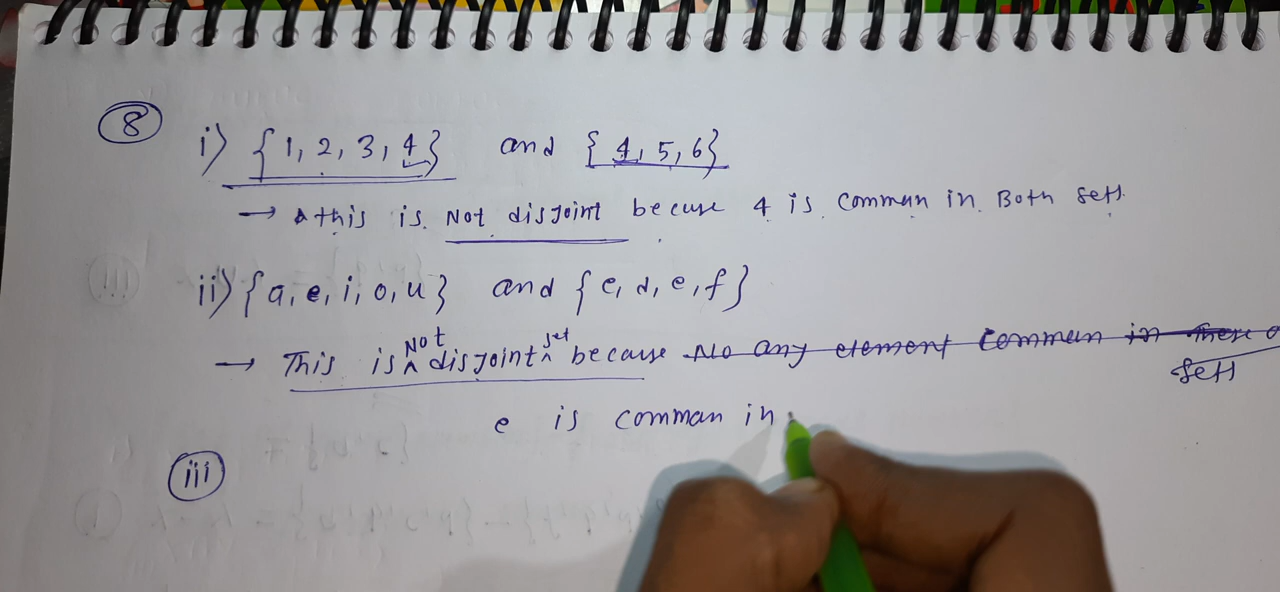 8
i) {1, 2, 3, 4} and {4, 5, 6}
→ this is Not disjoint becuse 4 is comman in Both sets.
ii) {a, e, i, o, u} and {c, d, e, f}
→ This is Not disjoint set because No any element comman in these
sets
e is comman in
iii